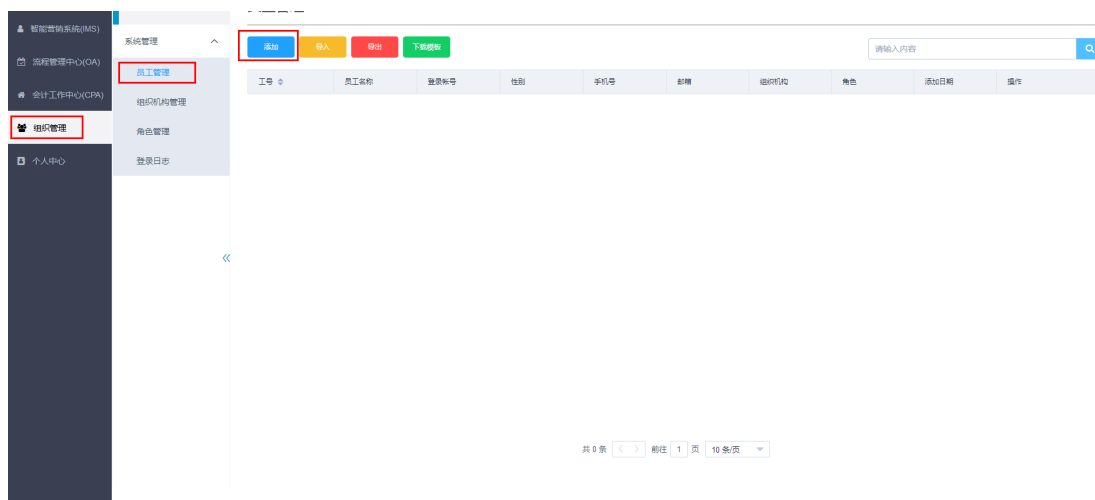 智能营销系统(IMS)
流程管理中心(OA)
会计工作中心(CPA)
组织管理
个人中心
系统管理
员工管理
组织机构管理
角色管理
登录日志
添加 导入 导出 下载模板
请输入内容
工号 员工名称 登录帐号 性别 手机号 邮箱 组织机构 角色 添加日期 操作
共 0 条 前往 1 页 10 条/页